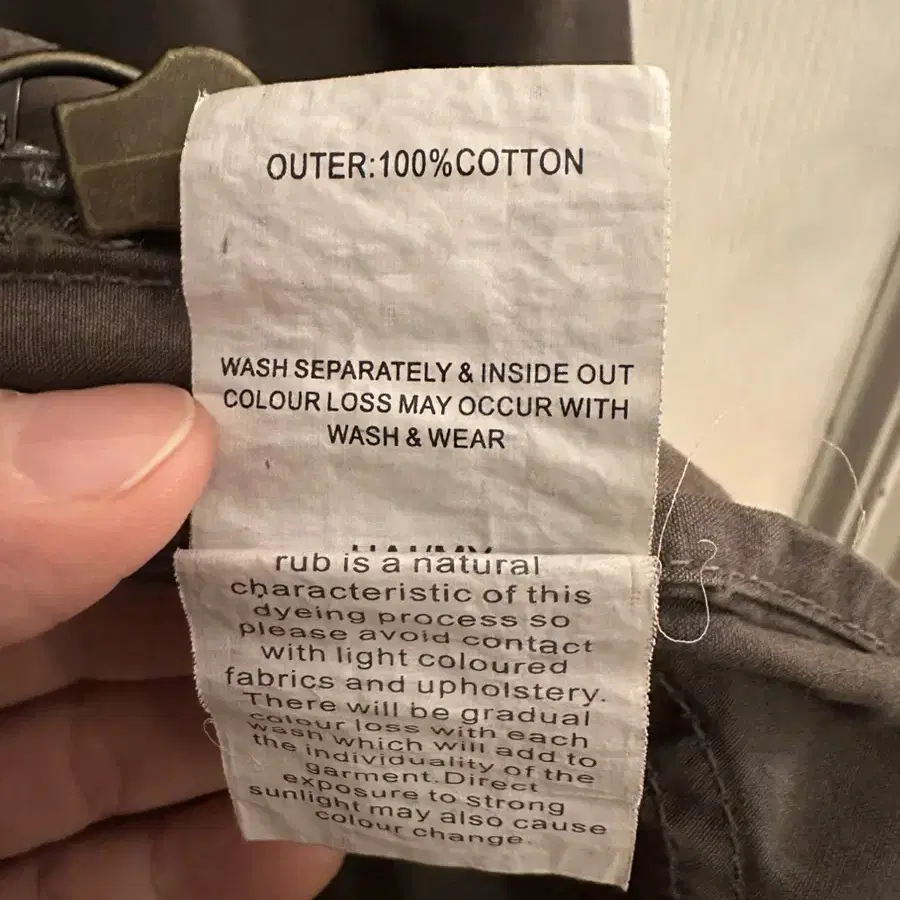 OUTER:100%COTTON
WASH SEPARATELY & INSIDE OUT
COLOUR LOSS MAY OCCUR WITH
WASH & WEAR
rub is a natural
characteristic of this
dyeing process so
please avoid contact
with light coloured
fabrics and upholstery.
There will be gradual
colour loss with each
wash which will add to
the individuality of the
garment.Direct
exposure to strong
sunlight may also cause
colour change.